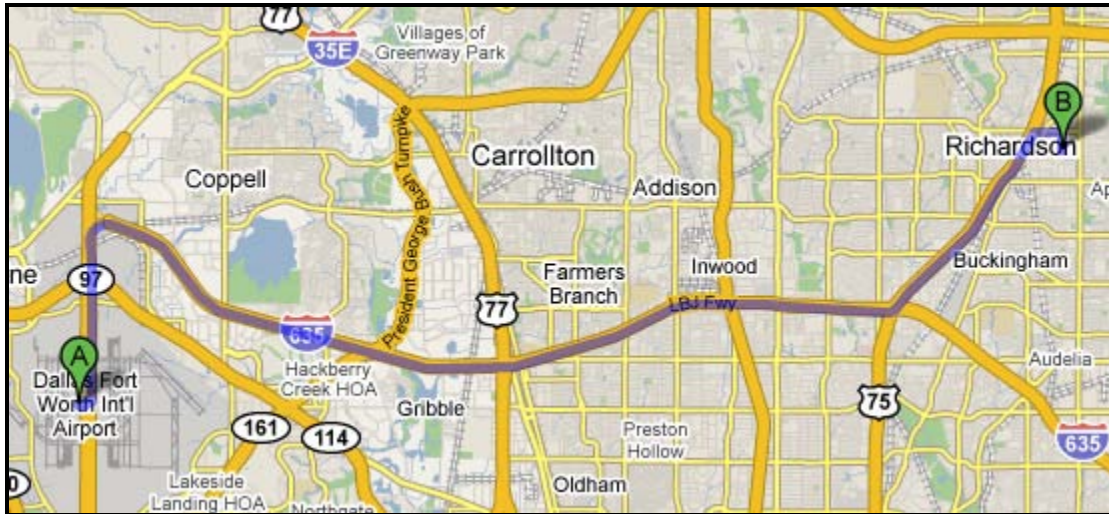 77
35E
Villages of
Greenway Park
B
Richardson
Carrollton
Coppell
Addison
President George Bush Turnpike
97
Farmers
Branch
Inwood
Buckingham
77
LBJ Fwy
635
A
Dallas Fort
Worth Int'l
Airport
Hackberry
Creek HOA
Gribble
Audelia
75
161
114
Preston
Hollow
635
Lakeside
Landing HOA
Oldham
Northgate